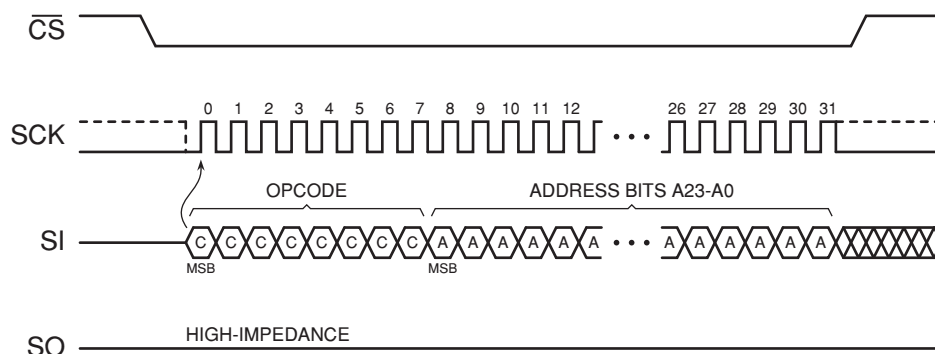 CS
0 1 2 3 4 5 6 7 8 9 10 11 12 26 27 28 29 30 31
SCK
OPCODE ADDRESS BITS A23-A0
SI C C C C C C C C A A A A A A A A A A A A
MSB MSB
HIGH-IMPEDANCE
SO